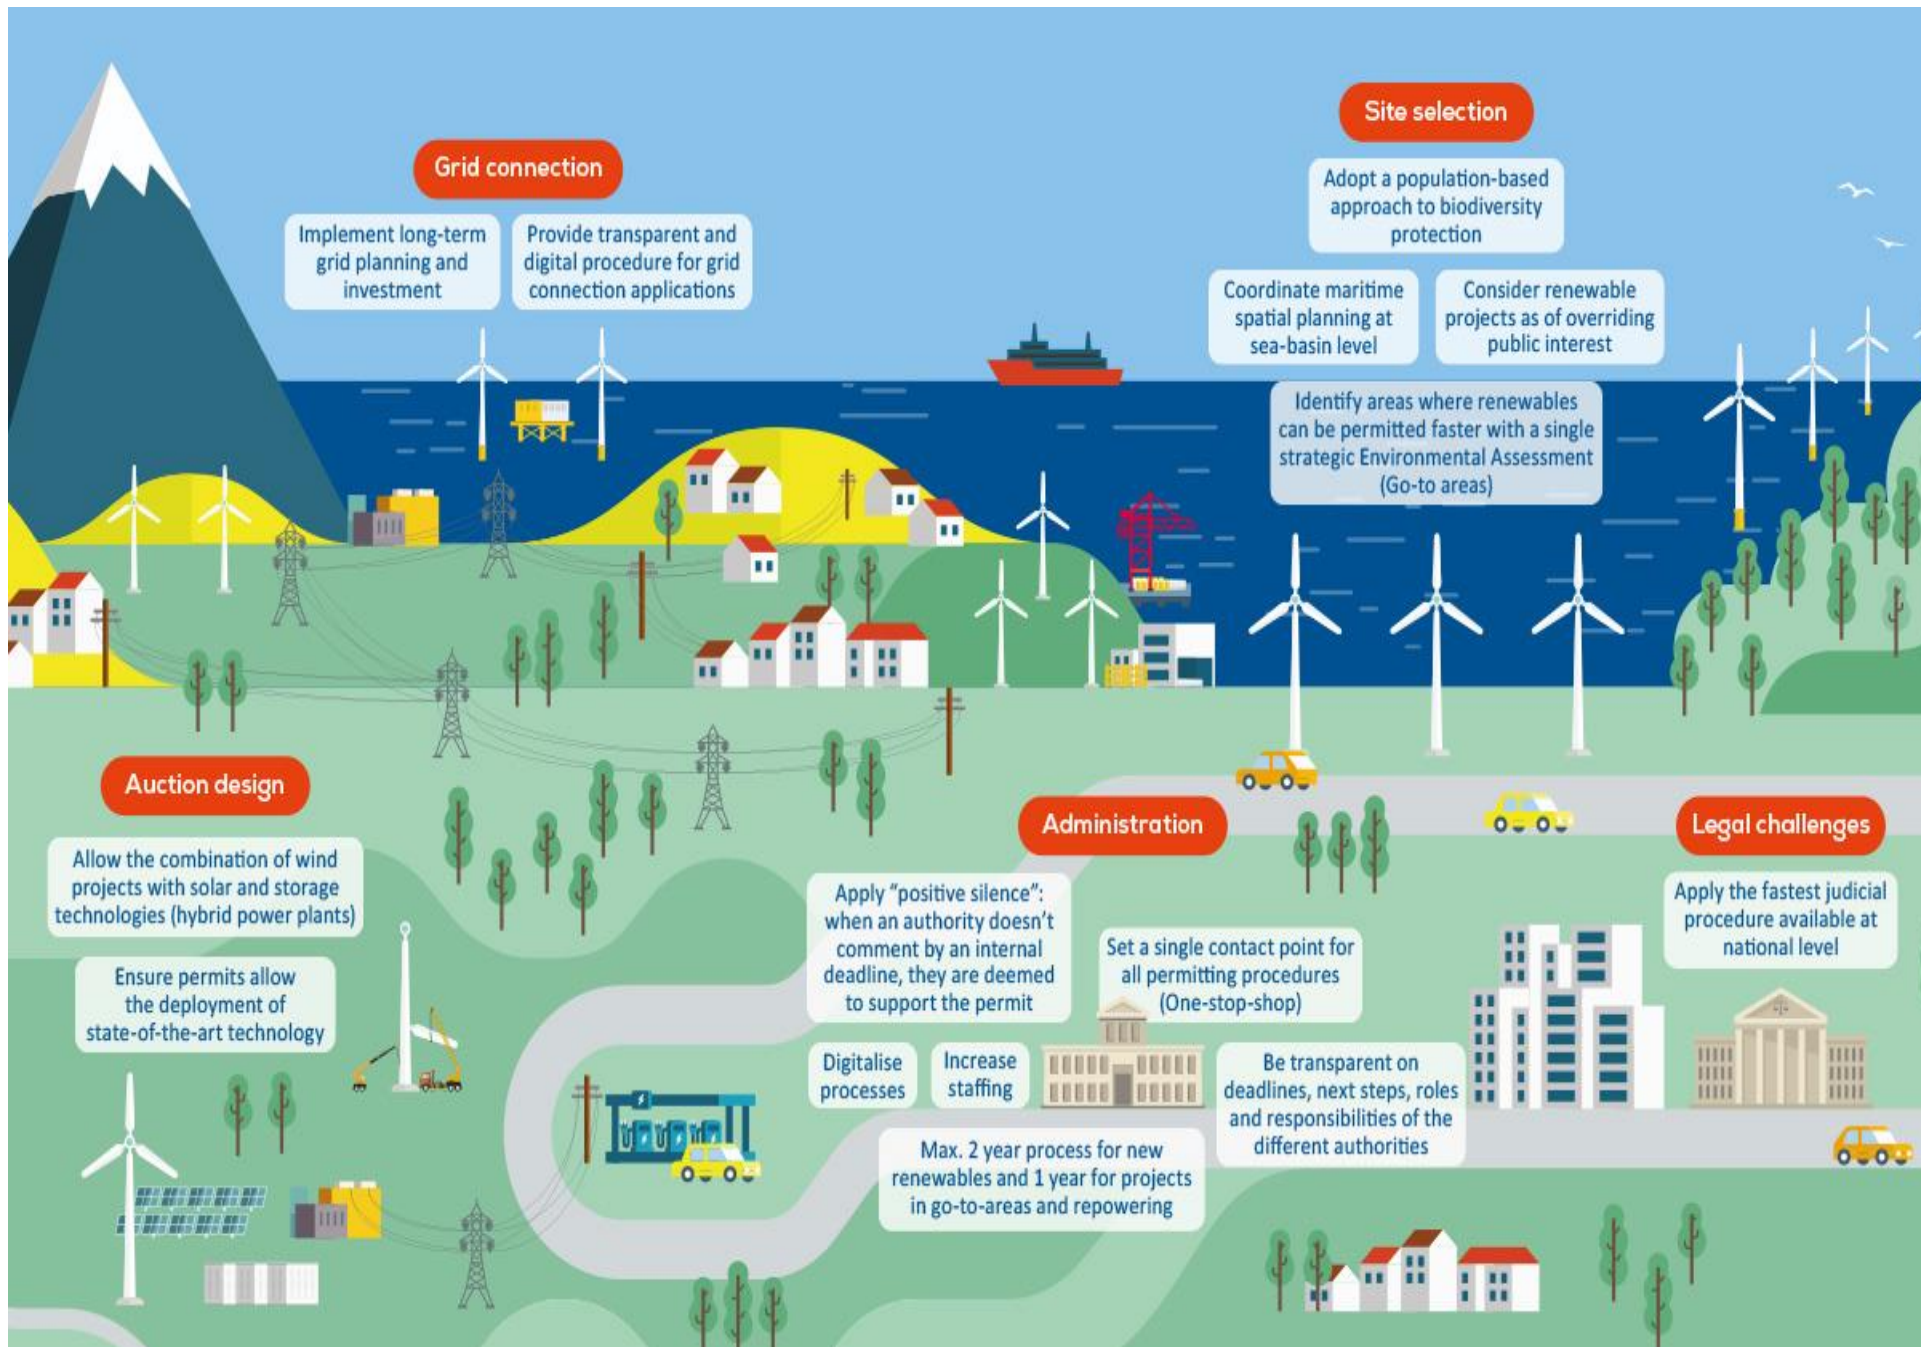 Grid connection
Implement long-term
grid planning and
investment
Provide transparent and
digital procedure for grid
connection applications
Site selection
Adopt a population-based
approach to biodiversity
protection
Coordinate maritime
spatial planning at
sea-basin level
Consider renewable
projects as of overriding
public interest
Identify areas where renewables
can be permitted faster with a single
strategic Environmental Assessment
(Go-to areas)
Auction design
Allow the combination of wind
projects with solar and storage
technologies (hybrid power plants)
Ensure permits allow
the deployment of
state-of-the-art technology
Administration
Apply “positive silence”:
when an authority doesn’t
comment by an internal
deadline, they are deemed
to support the permit
Set a single contact point for
all permitting procedures
(One-stop-shop)
Digitalise
processes
Increase
staffing
Be transparent on
deadlines, next steps, roles
and responsibilities of the
different authorities
Max. 2 year process for new
renewables and 1 year for projects
in go-to-areas and repowering
Legal challenges
Apply the fastest judicial
procedure available at
national level